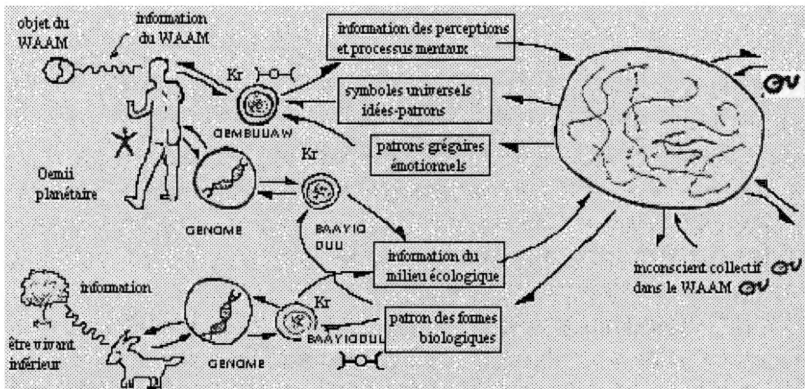 objet du
WAAM
information
du WAAM
information des perceptions
et processus mentaux
Kr
symboles universels
idées-patrons
OEMBUUAW
patrons grégaires
émotionnels
Kr
Oemii
planétaire
GENOME
BAAYIO
DUU
information du
milieu écologique
inconscient collectif
dans le WAAM
information
Kr
patron des formes
biologiques
être vivant
inférieur
GENOME
BAAYIODUU